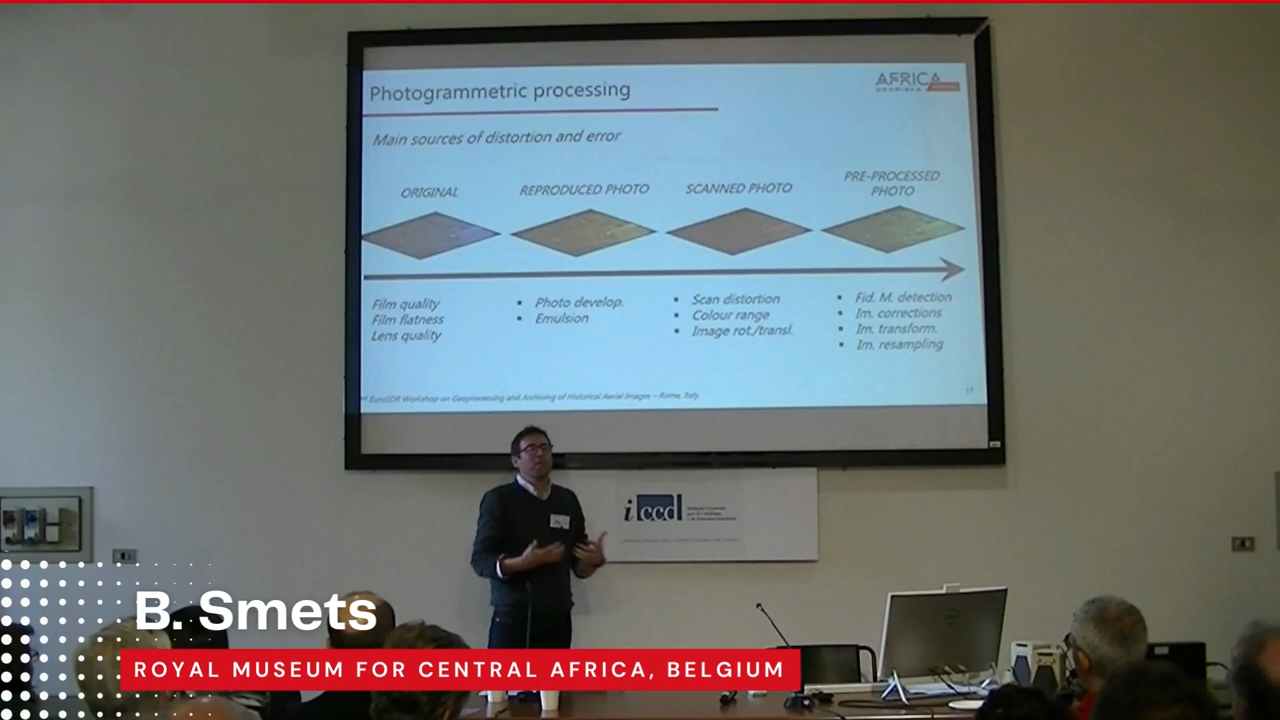 Photogrammetric processing
AFRICA
Main sources of distortion and error
ORIGINAL
REPRODUCED PHOTO
SCANNED PHOTO
PRE-PROCESSED
PHOTO
Film quality
Film flatness
Lens quality
▪ Photo develop.
▪ Emulsion
▪ Scan distortion
▪ Colour range
▪ Image rot./transl.
▪ Fid. M. detection
▪ Im. corrections
▪ Im. transform.
▪ Im. resampling
EuroSDR Workshop on Geoprocessing and Archiving of Historical Aerial Images – Rome, Italy
iccd
B. Smets
ROYAL MUSEUM FOR CENTRAL AFRICA, BELGIUM